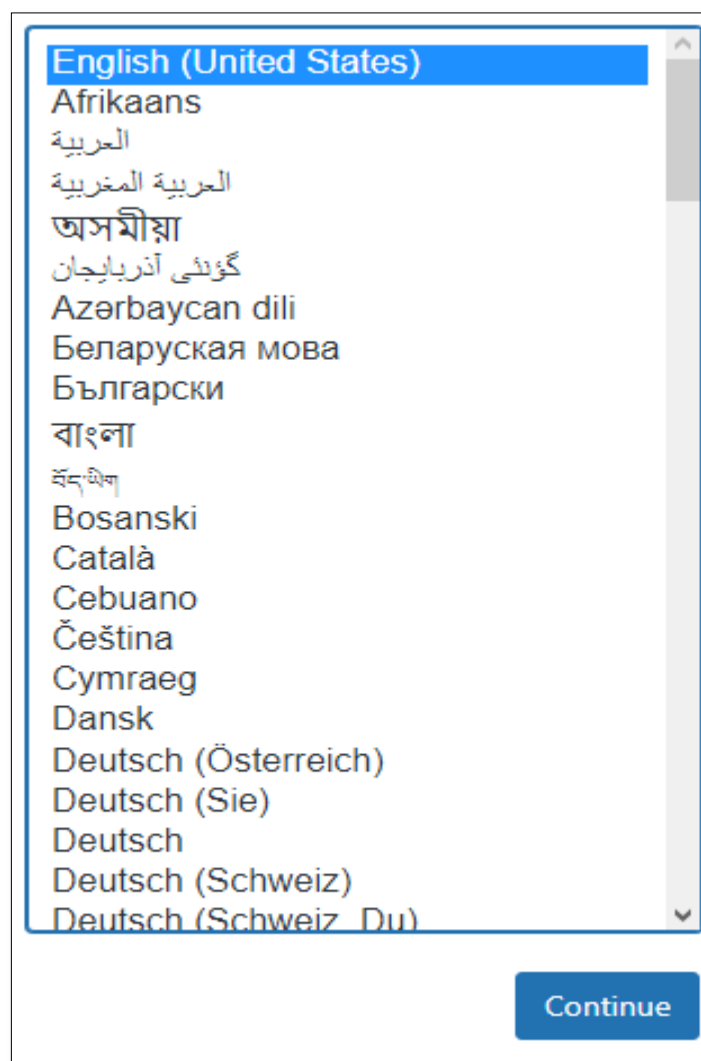 English (United States)
Afrikaans
العربية
العربية المغربية
অসমীয়া
گؤنئی آذربایجان
Azərbaycan dili
Беларуская мова
Български
বাংলা
བོད་ཡིག
Bosanski
Català
Cebuano
Čeština
Cymraeg
Dansk
Deutsch (Österreich)
Deutsch (Sie)
Deutsch
Deutsch (Schweiz)
Deutsch (Schweiz, Du)
Continue